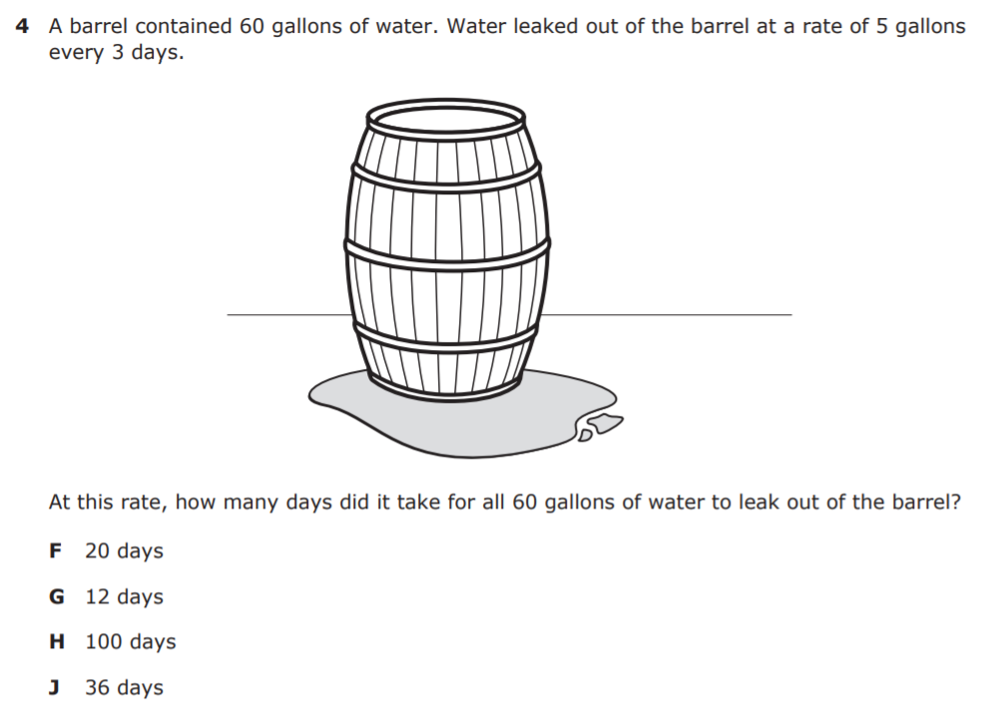 4 A barrel contained 60 gallons of water. Water leaked out of the barrel at a rate of 5 gallons
every 3 days.
At this rate, how many days did it take for all 60 gallons of water to leak out of the barrel?
F 20 days
G 12 days
H 100 days
J 36 days